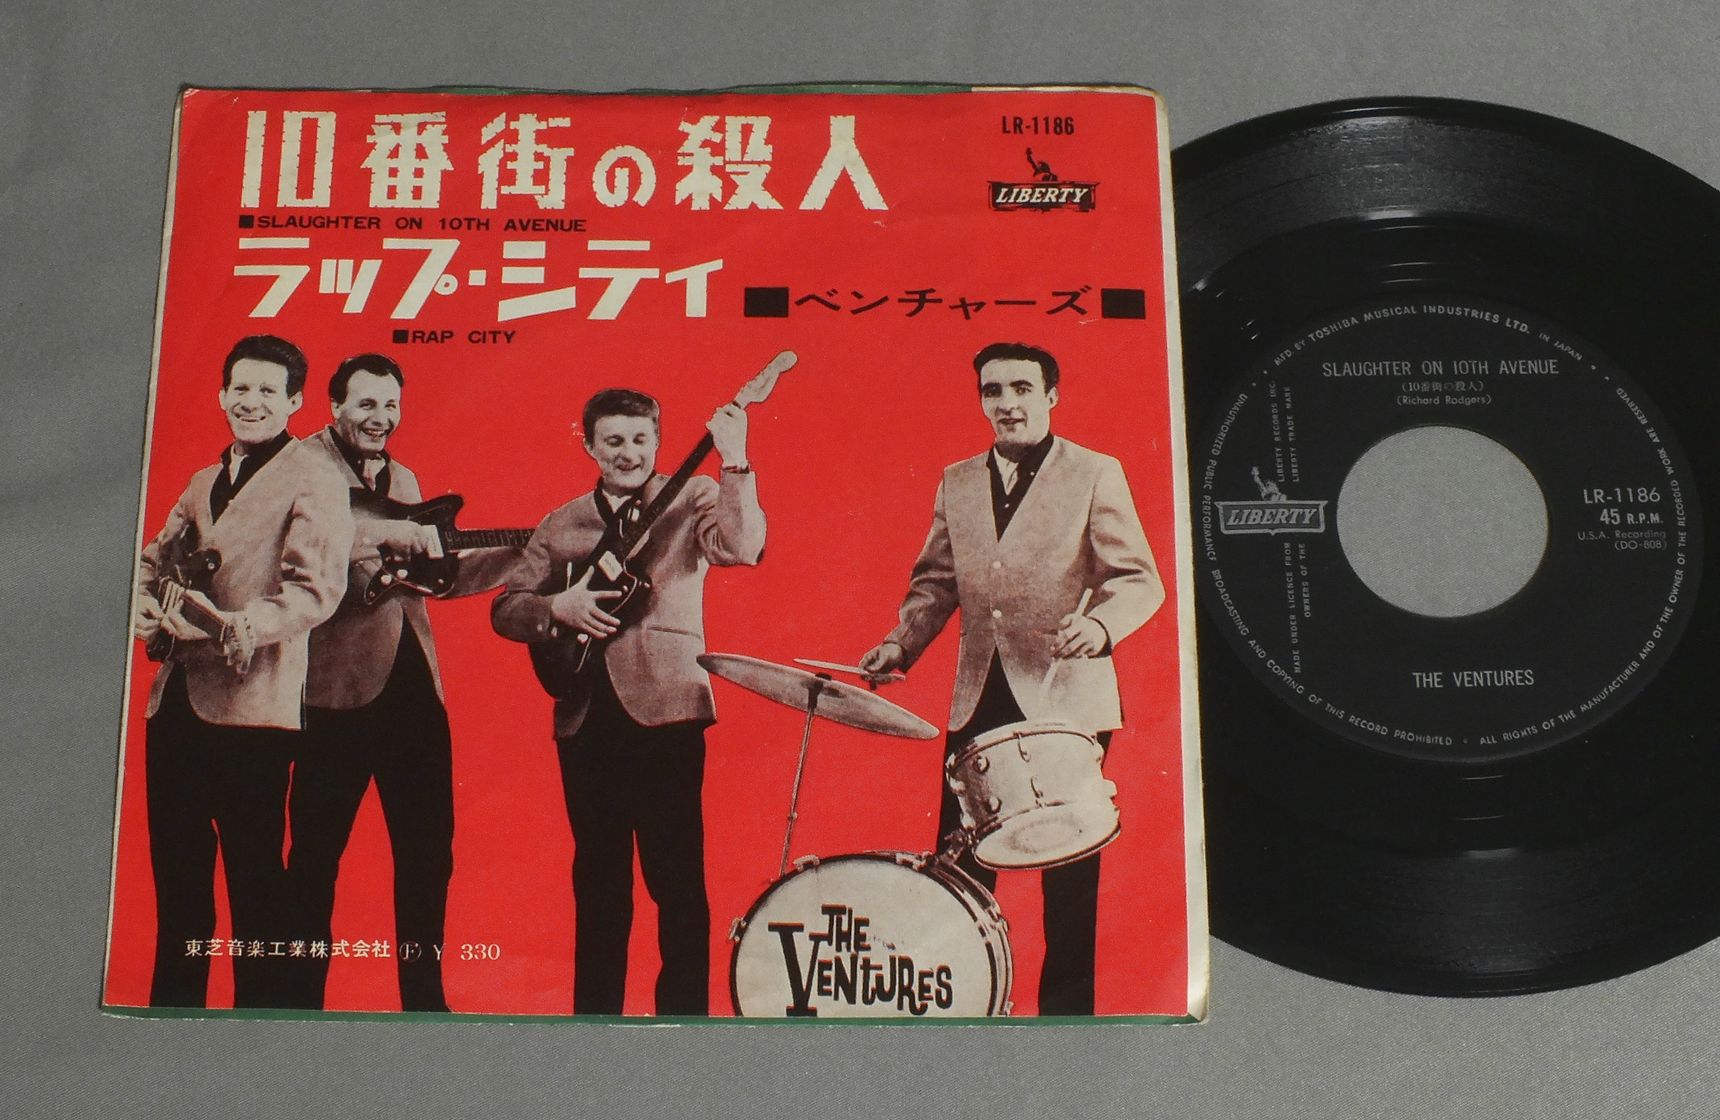 10番街の殺人
LR-1186
LIBERTY
■SLAUGHTER ON 10TH AVENUE
ラップ・シティ
■ベンチャーズ■
■RAP CITY
THE VENTURES
東芝音楽工業株式会社 Ⓕ Y 330
MFD BY TOSHIBA MUSICAL INDUSTRIES LTD. IN JAPAN
SLAUGHTER ON 10TH AVENUE
(10番街の殺人)
(Richard Rodgers)
LIBERTY RECORDS INC.
LIBERTY TRADE MARK
LIBERTY
MADE UNDER LICENCE FROM
OWNERS OF THE
LR-1186
45 R.P.M.
U.S.A. Recording
(DO-808)
THE VENTURES
UNAUTHORIZED PUBLIC PERFORMANCE BROADCASTING AND COPYING OF THIS RECORD PROHIBITED • ALL RIGHTS OF THE MANUFACTURER AND OF THE OWNER OF THE RECORDED WORK ARE RESERVED